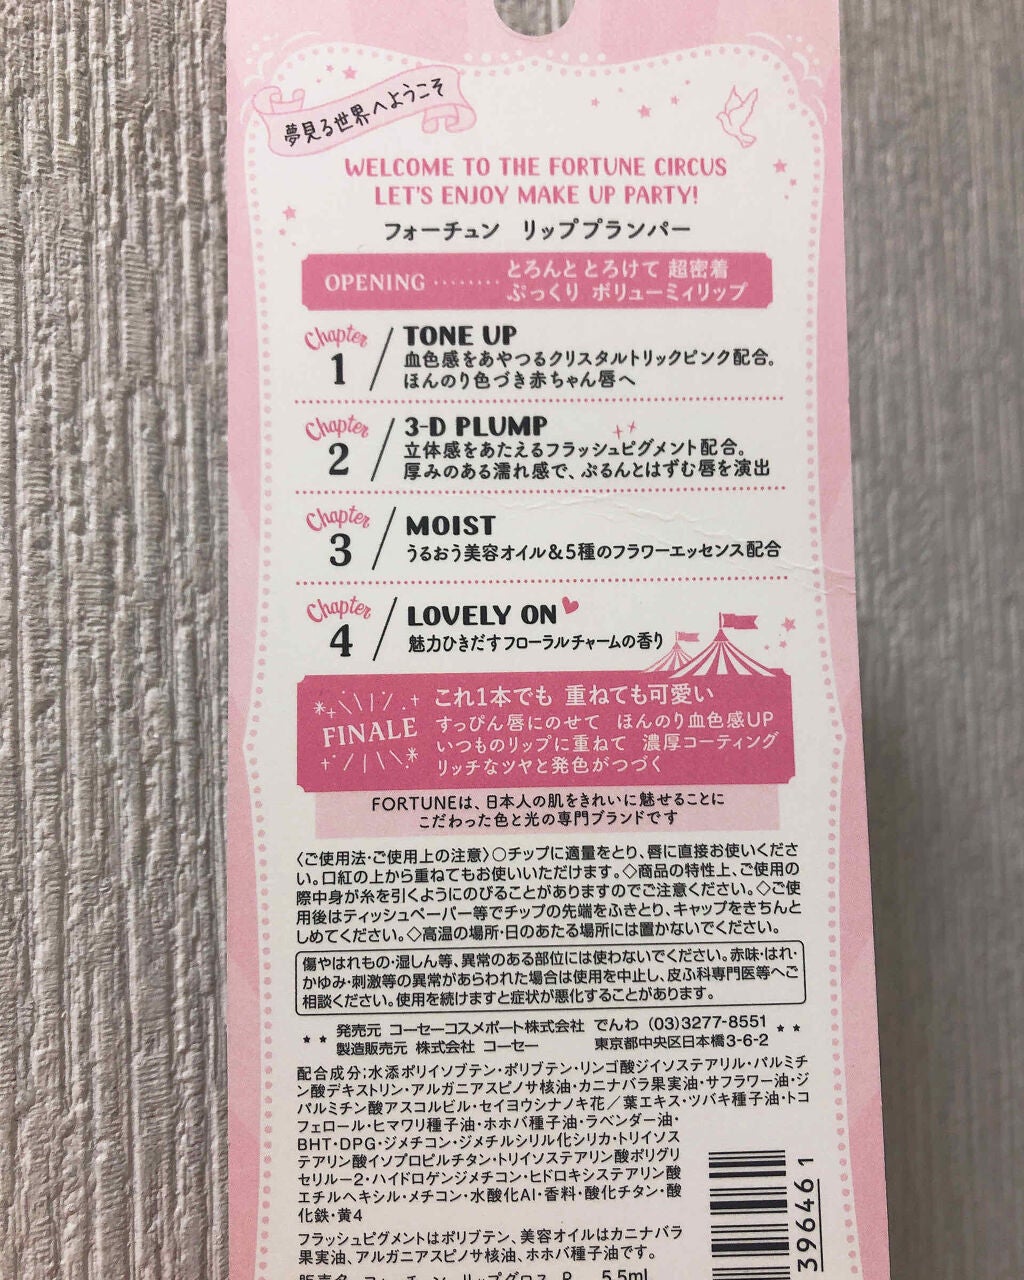 夢見る世界へようこそ
WELCOME TO THE FORTUNE CIRCUS
LET'S ENJOY MAKE UP PARTY!
フォーチュン リッププランパー
OPENING ········ とろんと とろけて 超密着
ぷっくり ボリューミィリップ
Chapter 1 / TONE UP
血色感をあやつるクリスタルトリックピンク配合。
ほんのり色づき赤ちゃん唇へ
Chapter 2 / 3-D PLUMP
立体感をあたえるフラッシュピグメント配合。
厚みのある濡れ感で、ぷるんとはずむ唇を演出
Chapter 3 / MOIST
うるおう美容オイル&5種のフラワーエッセンス配合
Chapter 4 / LOVELY ON
魅力ひきだすフローラルチャームの香り
FINALE
これ1本でも 重ねても可愛い
すっぴん唇にのせて ほんのり血色感UP
いつものリップに重ねて 濃厚コーティング
リッチなツヤと発色がつづく
FORTUNEは、日本人の肌をきれいに魅せることに
こだわった色と光の専門ブランドです
〈ご使用法・ご使用上の注意〉○チップに適量をとり、唇に直接お使いくださ
い。口紅の上から重ねてもお使いいただけます。◇商品の特性上、ご使用の
際中身が糸を引くようにのびることがありますのでご注意ください。◇ご使
用後はティッシュペーパー等でチップの先端をふきとり、キャップをきちんと
しめてください。◇高温の場所・日のあたる場所には置かないでください。
傷やはれもの・湿しん等、異常のある部位には使わないでください。赤味・はれ・
かゆみ・刺激等の異常があらわれた場合は使用を中止し、皮ふ科専門医等へご
相談ください。使用を続けますと症状が悪化することがあります。
発売元 コーセーコスメポート株式会社 でんわ (03)3277-8551
製造販売元 株式会社 コーセー 東京都中央区日本橋3-6-2
配合成分:水添ポリイソブテン・ポリブテン・リンゴ酸ジイソステアリル・パルミチ
ン酸デキストリン・アルガニアスピノサ核油・カニナバラ果実油・サフラワー油・ジ
パルミチン酸アスコルビル・セイヨウシナノキ花/葉エキス・ツバキ種子油・トコ
フェロール・ヒマワリ種子油・ホホバ種子油・ラベンダー油・
BHT・DPG・ジメチコン・ジメチルシリル化シリカ・トリイソス
テアリン酸イソプロピルチタン・トリイソステアリン酸ポリグリ
セリル-2・ハイドロゲンジメチコン・ヒドロキシステアリン酸
エチルヘキシル・メチコン・水酸化Al・香料・酸化チタン・酸
化鉄・黄4
フラッシュピグメントはポリブテン、美容オイルはカニナバラ
果実油、アルガニアスピノサ核油、ホホバ種子油です。
販売名 フォーチュン リップグロス P 5.5ml
39646 1